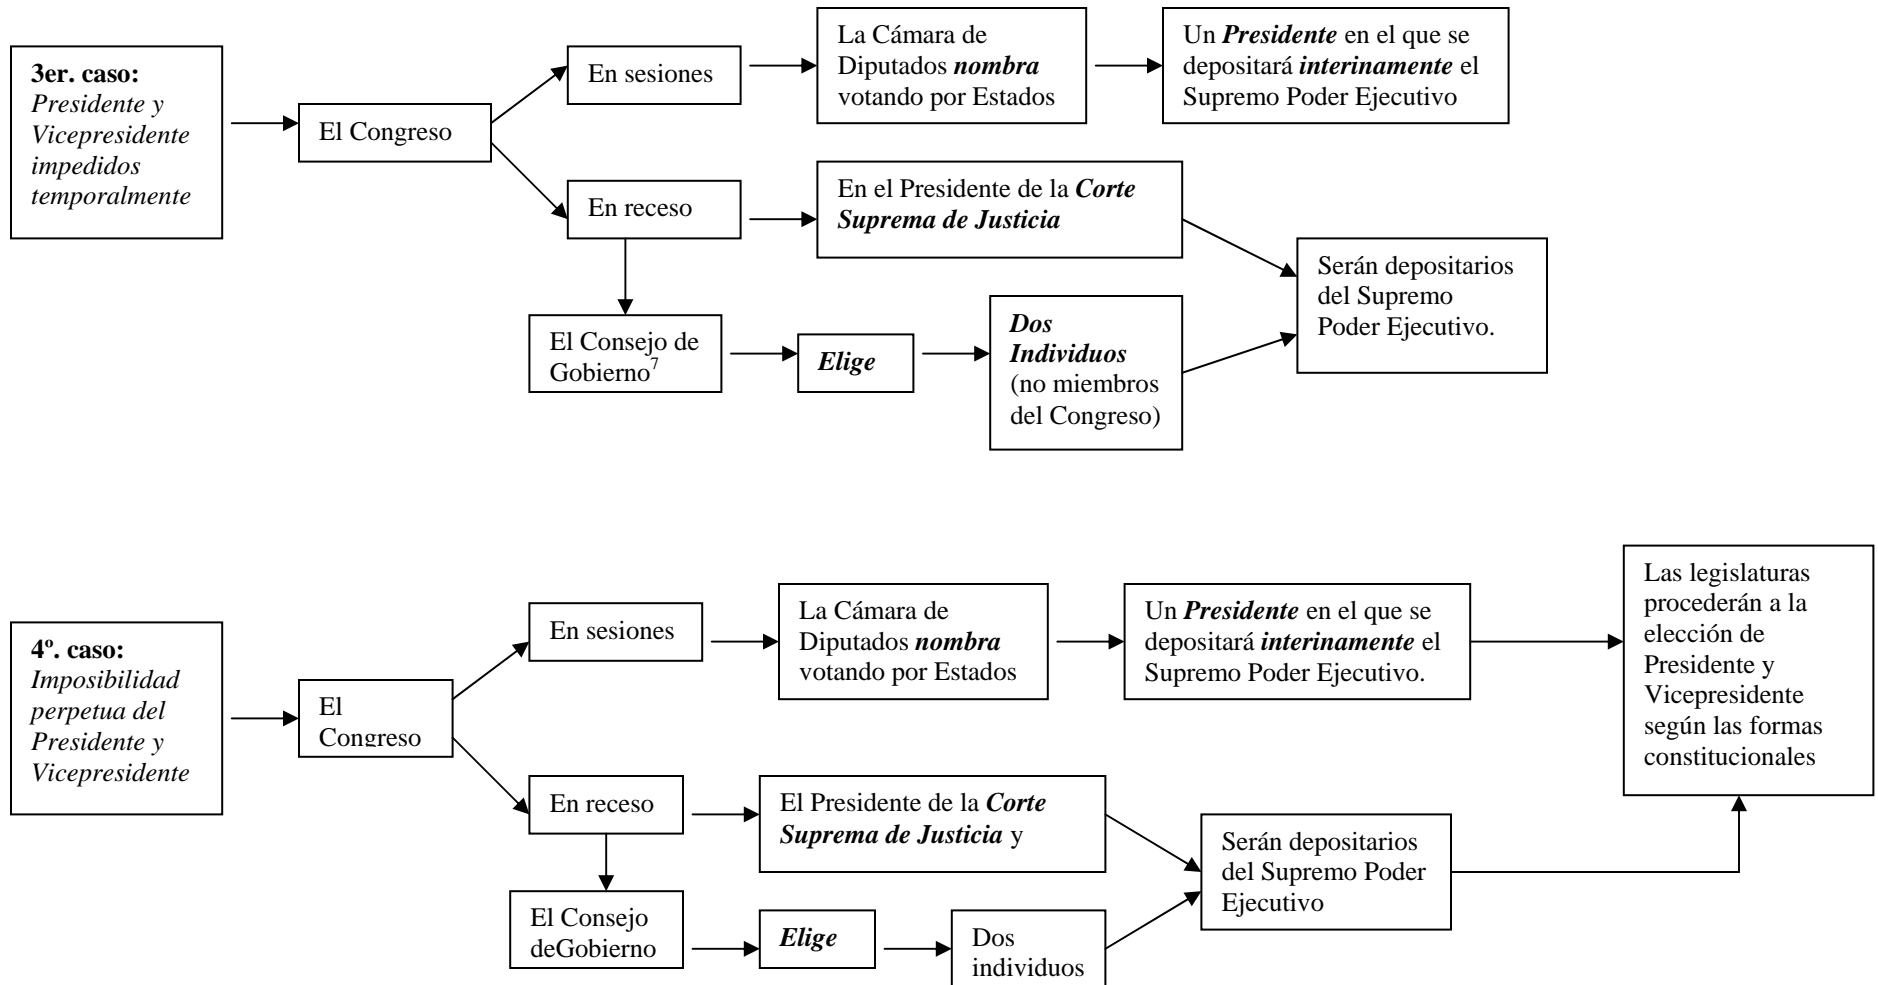 3er. caso:
Presidente y
Vicepresidente
impedidos
temporalmente
El Congreso
En sesiones
La Cámara de
Diputados nombra
votando por Estados
Un Presidente en el que se
depositará interinamente el
Supremo Poder Ejecutivo
En receso
En el Presidente de la Corte
Suprema de Justicia
El Consejo de
Gobierno7
Elige
Dos
Individuos
(no miembros
del Congreso)
Serán depositarios
del Supremo
Poder Ejecutivo.
4º. caso:
Imposibilidad
perpetua del
Presidente y
Vicepresidente
El
Congreso
En sesiones
La Cámara de
Diputados nombra
votando por Estados
Un Presidente en el que se
depositará interinamente el
Supremo Poder Ejecutivo.
Las legislaturas
procederán a la
elección de
Presidente y
Vicepresidente
según las formas
constitucionales
En receso
El Presidente de la Corte
Suprema de Justicia y
El Consejo
deGobierno
Elige
Dos
individuos
Serán depositarios
del Supremo Poder
Ejecutivo